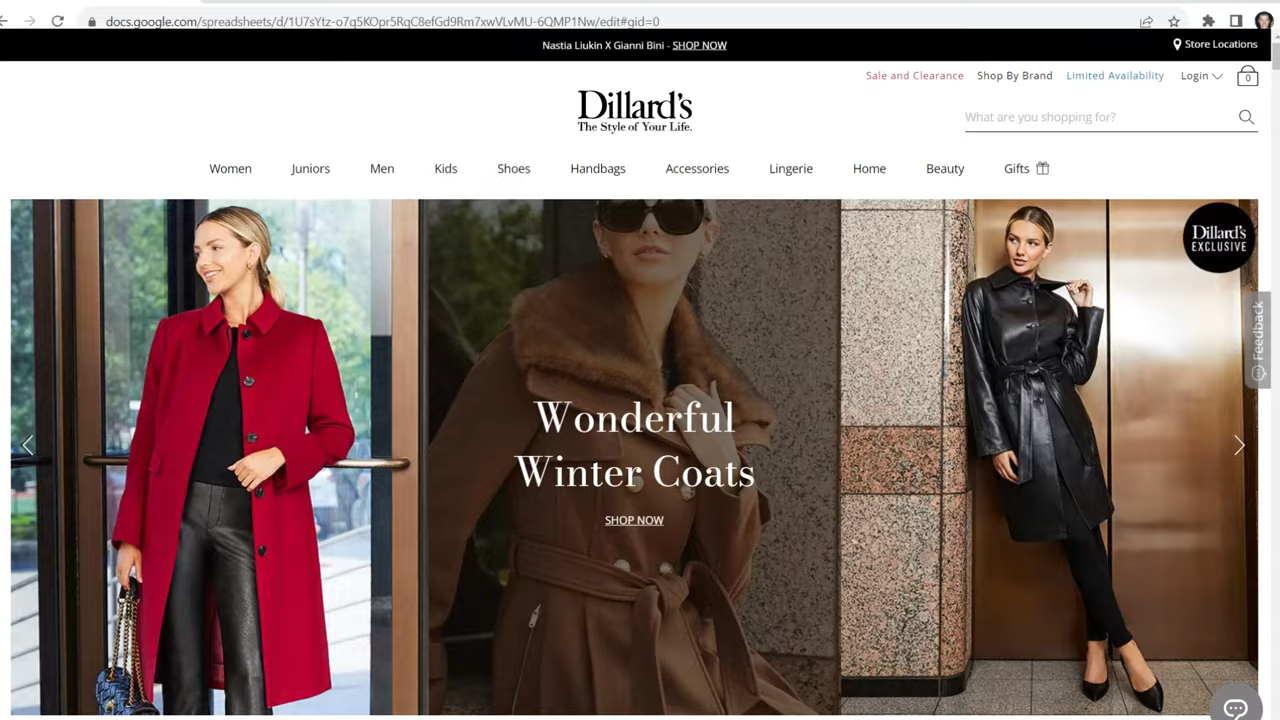 docs.google.com/spreadsheets/d/1U7sYtz-o7q5KOpr5RqC8efGd9Rm7xwVLvMU-6QMP1Nw/edit#gid=0
Nastia Liukin X Gianni Bini - SHOP NOW
Store Locations
Sale and Clearance
Shop By Brand
Limited Availability
Login
0
Dillard's
The Style of Your Life.
What are you shopping for?
Women
Juniors
Men
Kids
Shoes
Handbags
Accessories
Lingerie
Home
Beauty
Gifts
Dillard's
EXCLUSIVE
Feedback
Wonderful
Winter Coats
SHOP NOW